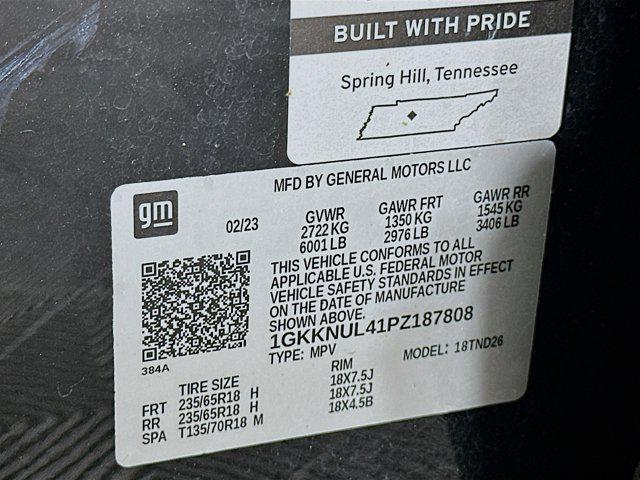 BUILT WITH PRIDE
Spring Hill, Tennessee
gm
MFD BY GENERAL MOTORS LLC
02/23
GVWR
2722 KG
6001 LB
GAWR FRT
1350 KG
2976 LB
GAWR RR
1545 KG
3406 LB
THIS VEHICLE CONFORMS TO ALL
APPLICABLE U.S. FEDERAL MOTOR
VEHICLE SAFETY STANDARDS IN EFFECT
ON THE DATE OF MANUFACTURE
SHOWN ABOVE.
1GKKNUL41PZ187808
TYPE: MPV
MODEL: 18TND26
384A
TIRE SIZE
RIM
FRT 235/65R18 H 18X7.5J
RR 235/65R18 H 18X7.5J
SPA T135/70R18 M 18X4.5B